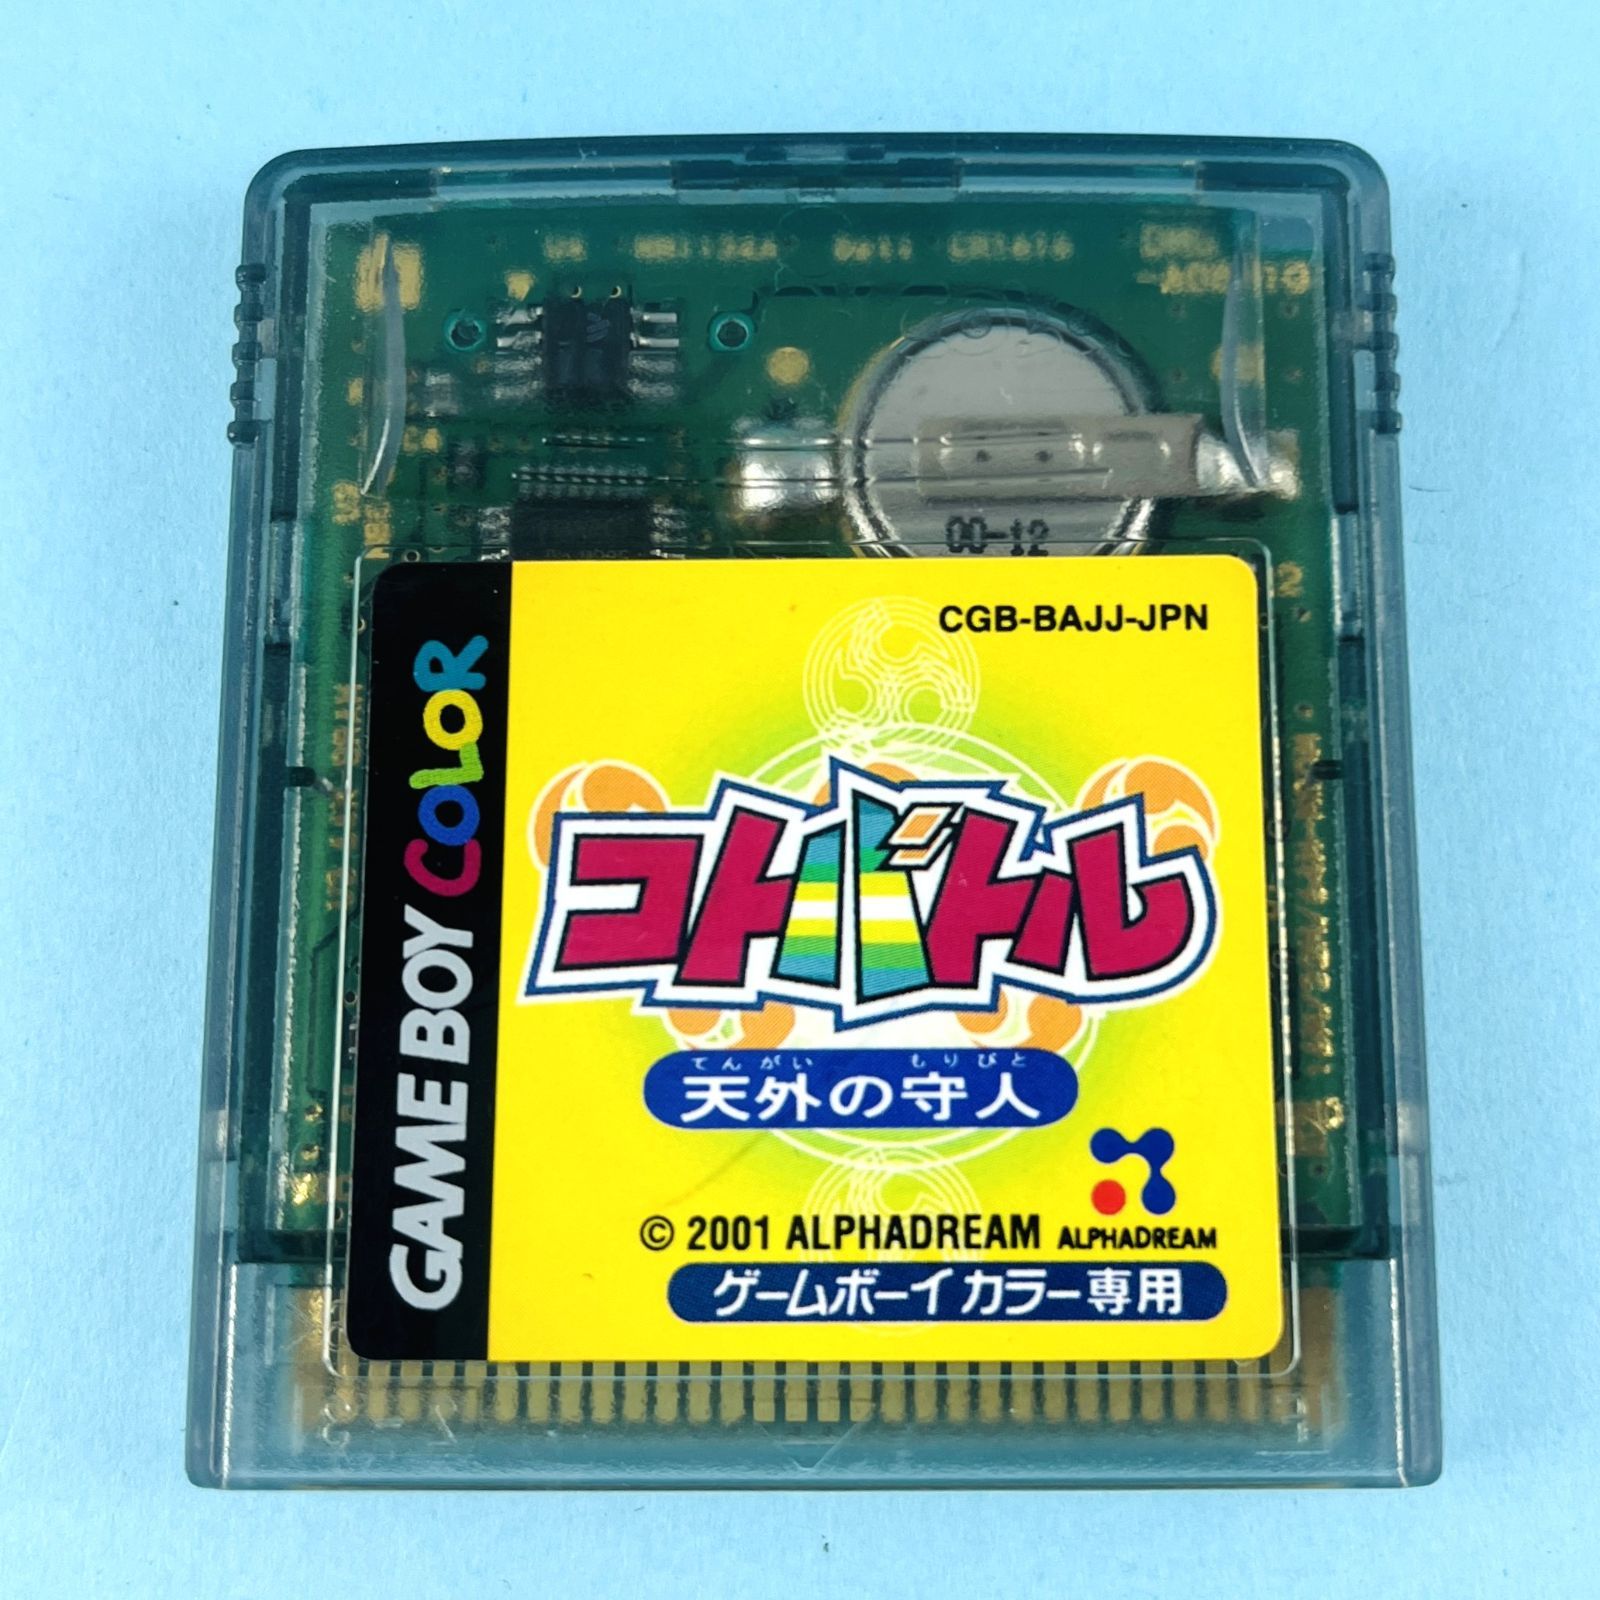 00-12
CGB-BAJJ-JPN
GAME BOY COLOR
コトバトル
てんがい もりびと
天外の守人
© 2001 ALPHADREAM
ALPHADREAM
ゲームボーイカラー専用